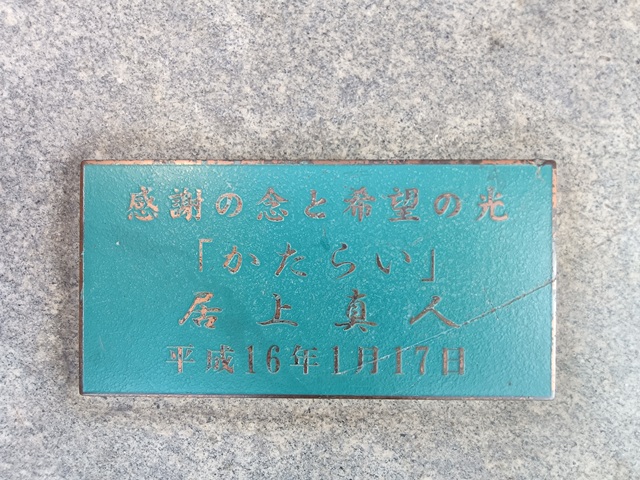 感謝の念と希望の光
「かたらい」
居上真人
平成16年1月17日